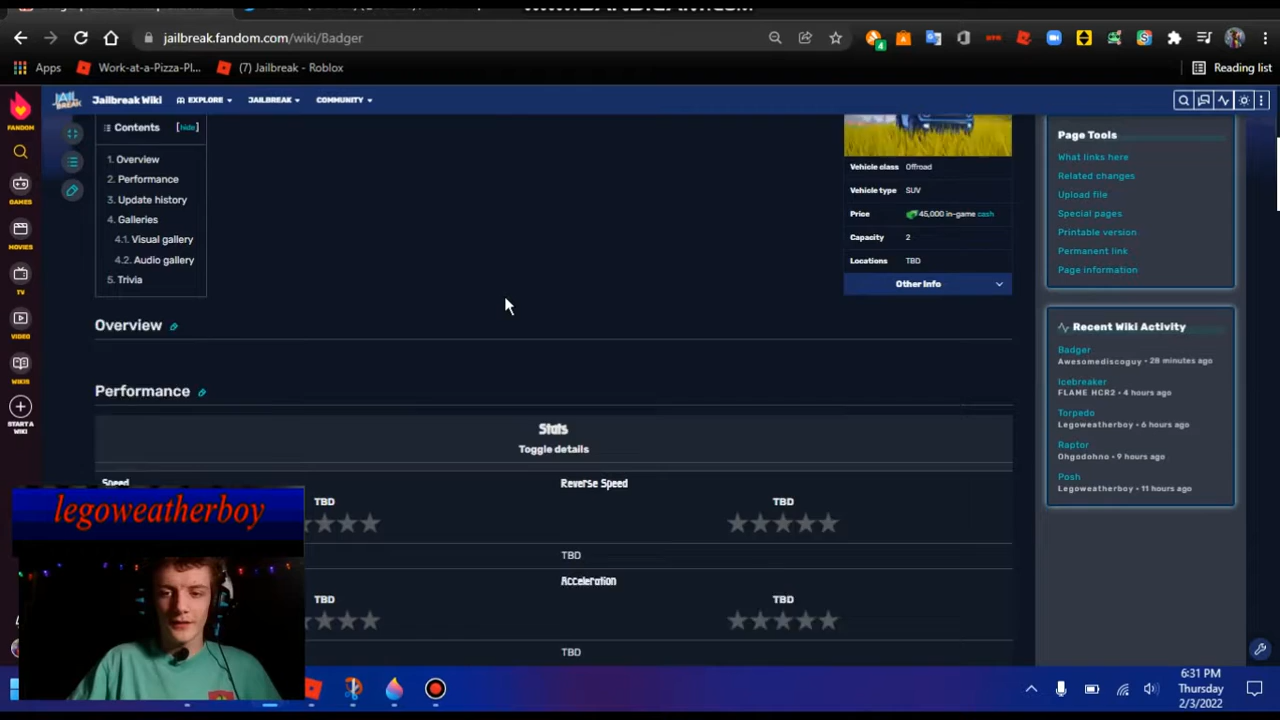 jailbreak.fandom.com/wiki/Badger
4
Apps
Work-at-a-Pizza-Pl...
(7) Jailbreak - Roblox
Reading list
FANDOM
GAMES
MOVIES
TV
VIDEO
WIKIS
START A
WIKI
JAIL
BREAK
Jailbreak Wiki
EXPLORE
JAILBREAK
COMMUNITY
Contents
[hide]
1. Overview
2. Performance
3. Update history
4. Galleries
4.1. Visual gallery
4.2. Audio gallery
5. Trivia
Vehicle class Offroad
Vehicle type SUV
Price 45,000 in-game cash
Capacity 2
Locations TBD
Other Info
Page Tools
What links here
Related changes
Upload file
Special pages
Printable version
Permanent link
Page information
Recent Wiki Activity
Badger
Awesomediscoguy • 28 minutes ago
Icebreaker
FLAME HCR2 • 4 hours ago
Torpedo
Legoweatherboy • 6 hours ago
Raptor
Ohgodohno • 9 hours ago
Posh
Legoweatherboy • 11 hours ago
Overview
Performance
Stats
Toggle details
Speed
Reverse Speed
TBD
TBD
TBD
Acceleration
TBD
TBD
TBD
legoweatherboy
6:31 PM
Thursday
2/3/2022